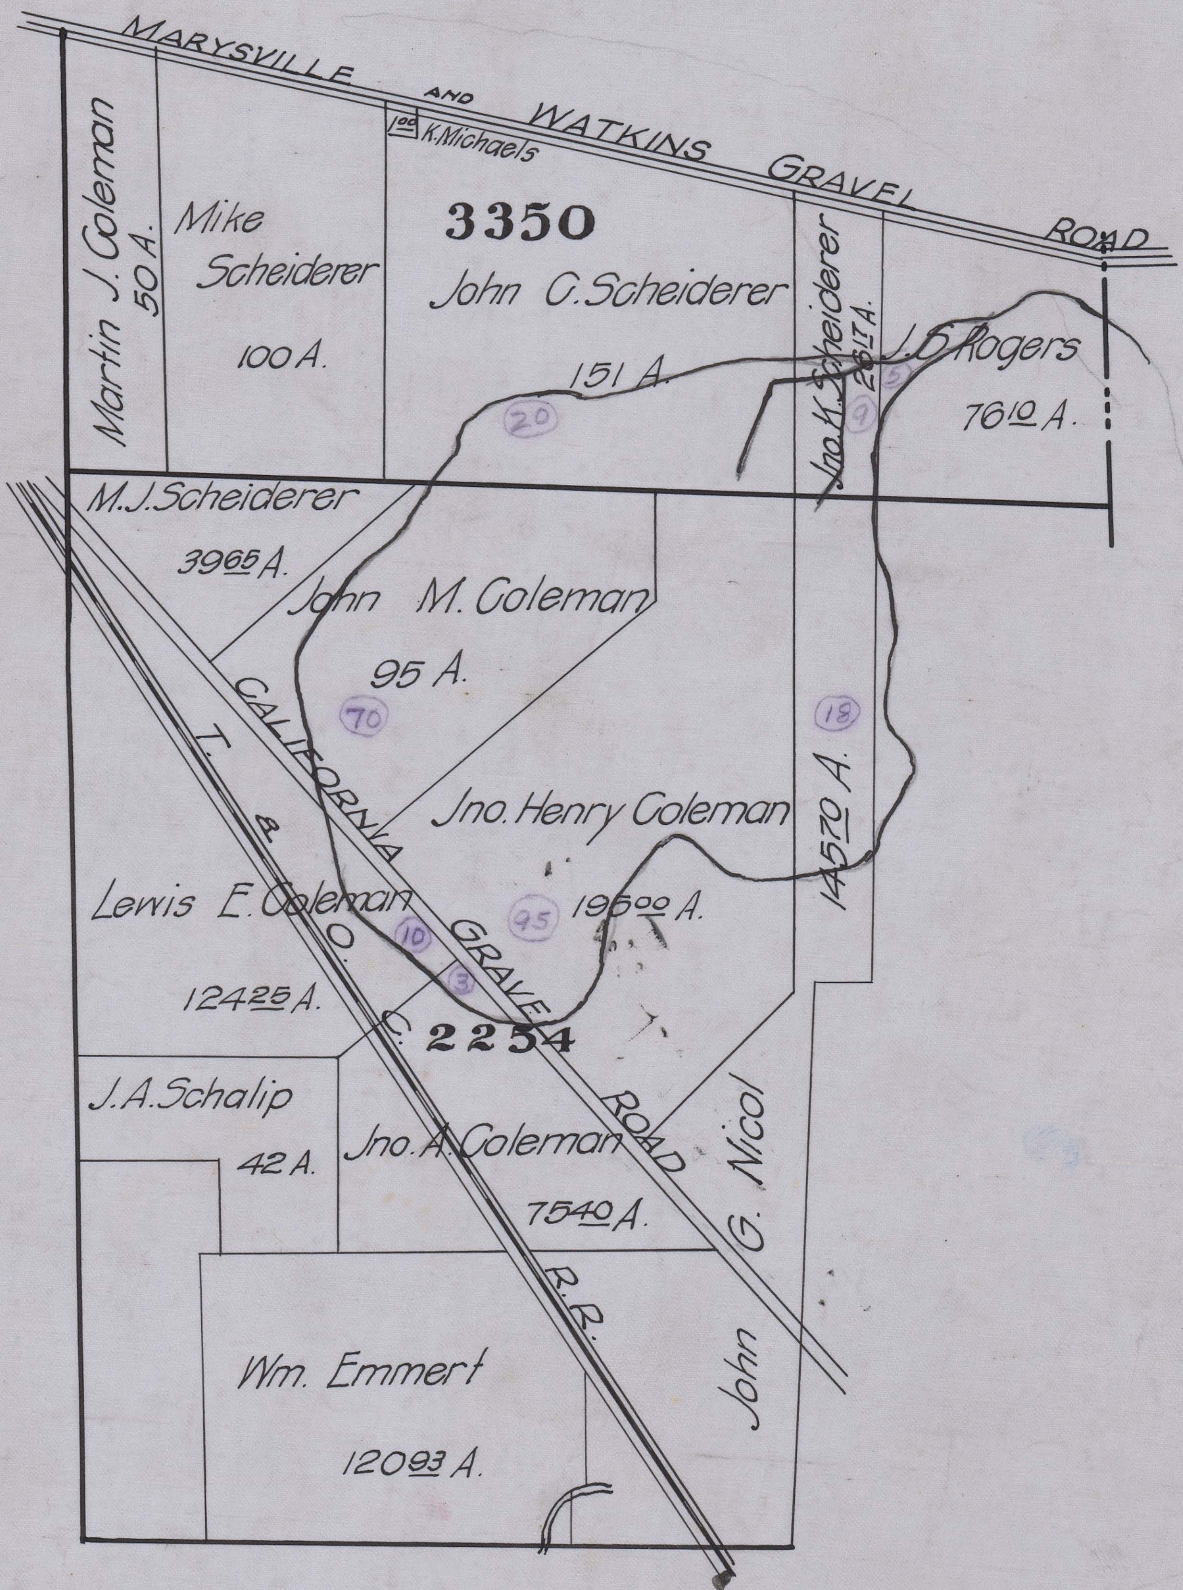 MARYSVILLE AND WATKINS GRAVEL ROAD
Martin J. Coleman
50 A.
Mike
Scheiderer
100 A.
1 00 K. Michaels
3350
John C. Scheiderer
151 A.
20
Jno. K. Scheiderer
26 17 A.
9
5
J. S Rogers
76 10 A.
M. J. Scheiderer
39 65 A.
John M. Coleman
95 A.
70
CALIFORNIA GRAVEL ROAD
T. & O. C. R. R.
Jno. Henry Coleman
195 00 A.
95
18
145 70 A.
Lewis E. Coleman
124 25 A.
10
3
2254
J. A. Schalip
42 A.
Jno. A. Coleman
75 40 A.
John G. Nicol
Wm. Emmert
120 93 A.